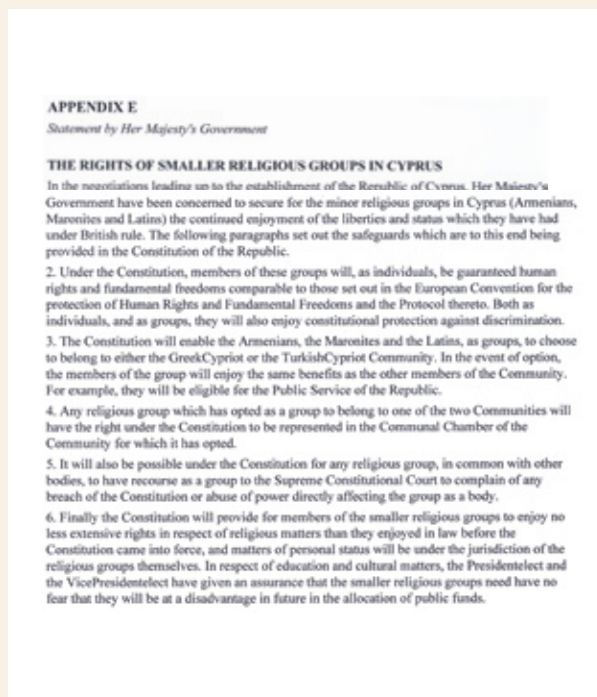 APPENDIX E
Statement by Her Majesty's Government
THE RIGHTS OF SMALLER RELIGIOUS GROUPS IN CYPRUS
In the negotiations leading up to the establishment of the Republic of Cyprus, Her Majesty's
Government have been concerned to secure for the minor religious groups in Cyprus (Armenians,
Maronites and Latins) the continued enjoyment of the liberties and status which they have had
under British rule. The following paragraphs set out the safeguards which are to this end being
provided in the Constitution of the Republic.
2. Under the Constitution, members of these groups will, as individuals, be guaranteed human
rights and fundamental freedoms comparable to those set out in the European Convention for the
protection of Human Rights and Fundamental Freedoms and the Protocol thereto. Both as
individuals, and as groups, they will also enjoy constitutional protection against discrimination.
3. The Constitution will enable the Armenians, the Maronites and the Latins, as groups, to choose
to belong to either the GreekCypriot or the TurkishCypriot Community. In the event of option,
the members of the group will enjoy the same benefits as the other members of the Community.
For example, they will be eligible for the Public Service of the Republic.
4. Any religious group which has opted as a group to belong to one of the two Communities will
have the right under the Constitution to be represented in the Communal Chamber of the
Community for which it has opted.
5. It will also be possible under the Constitution for any religious group, in common with other
bodies, to have recourse as a group to the Supreme Constitutional Court to complain of any
breach of the Constitution or abuse of power directly affecting the group as a body.
6. Finally the Constitution will provide for members of the smaller religious groups to enjoy no
less extensive rights in respect of religious matters than they enjoyed in law before the
Constitution came into force, and matters of personal status will be under the jurisdiction of the
religious groups themselves. In respect of education and cultural matters, the Presidentelect and
the VicePresidentelect have given an assurance that the smaller religious groups need have no
fear that they will be at a disadvantage in future in the allocation of public funds.